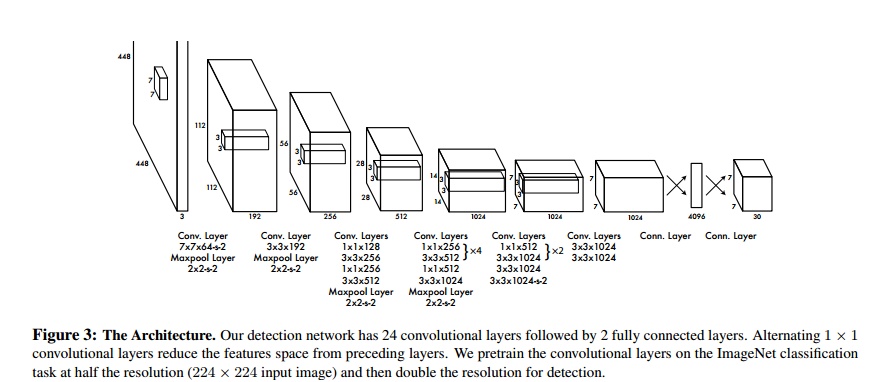 448
7
7
448
3
112
3
3
112
192
56
3
3
56
256
28
3
3
28
512
14
3
3
14
1024
7
3
3
7
1024
7
7
1024
4096
7
7
30
Conv. Layer
7x7x64-s-2
Maxpool Layer
2x2-s-2
Conv. Layer
3x3x192
Maxpool Layer
2x2-s-2
Conv. Layers
1x1x128
3x3x256
1x1x256
3x3x512
Maxpool Layer
2x2-s-2
Conv. Layers
1x1x256
3x3x512 }×4
1x1x512
3x3x1024
Maxpool Layer
2x2-s-2
Conv. Layers
1x1x512
3x3x1024 }×2
3x3x1024
3x3x1024-s-2
Conv. Layers
3x3x1024
3x3x1024
Conn. Layer
Conn. Layer
Figure 3: The Architecture. Our detection network has 24 convolutional layers followed by 2 fully connected layers. Alternating 1 × 1
convolutional layers reduce the features space from preceding layers. We pretrain the convolutional layers on the ImageNet classification
task at half the resolution (224 × 224 input image) and then double the resolution for detection.